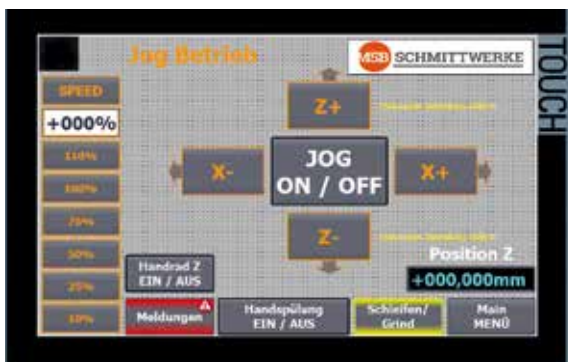 Jog Betrieb
MSB SCHMITTWERKE
TOUCH
SPEED
+000%
110%
100%
75%
50%
25%
10%
Z+
X-
JOG
ON / OFF
X+
Z-
Position Z
+000,000mm
Handrad Z
EIN / AUS
Meldungen
Handspülung
EIN / AUS
Schleifen/
Grind
Main
MENÜ